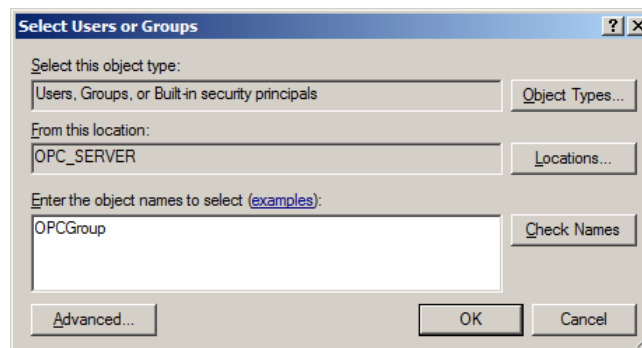 Select Users or Groups
Select this object type:
Users, Groups, or Built-in security principals
Object Types...
From this location:
OPC_SERVER
Locations...
Enter the object names to select (examples):
OPCGroup
Check Names
Advanced...
OK
Cancel